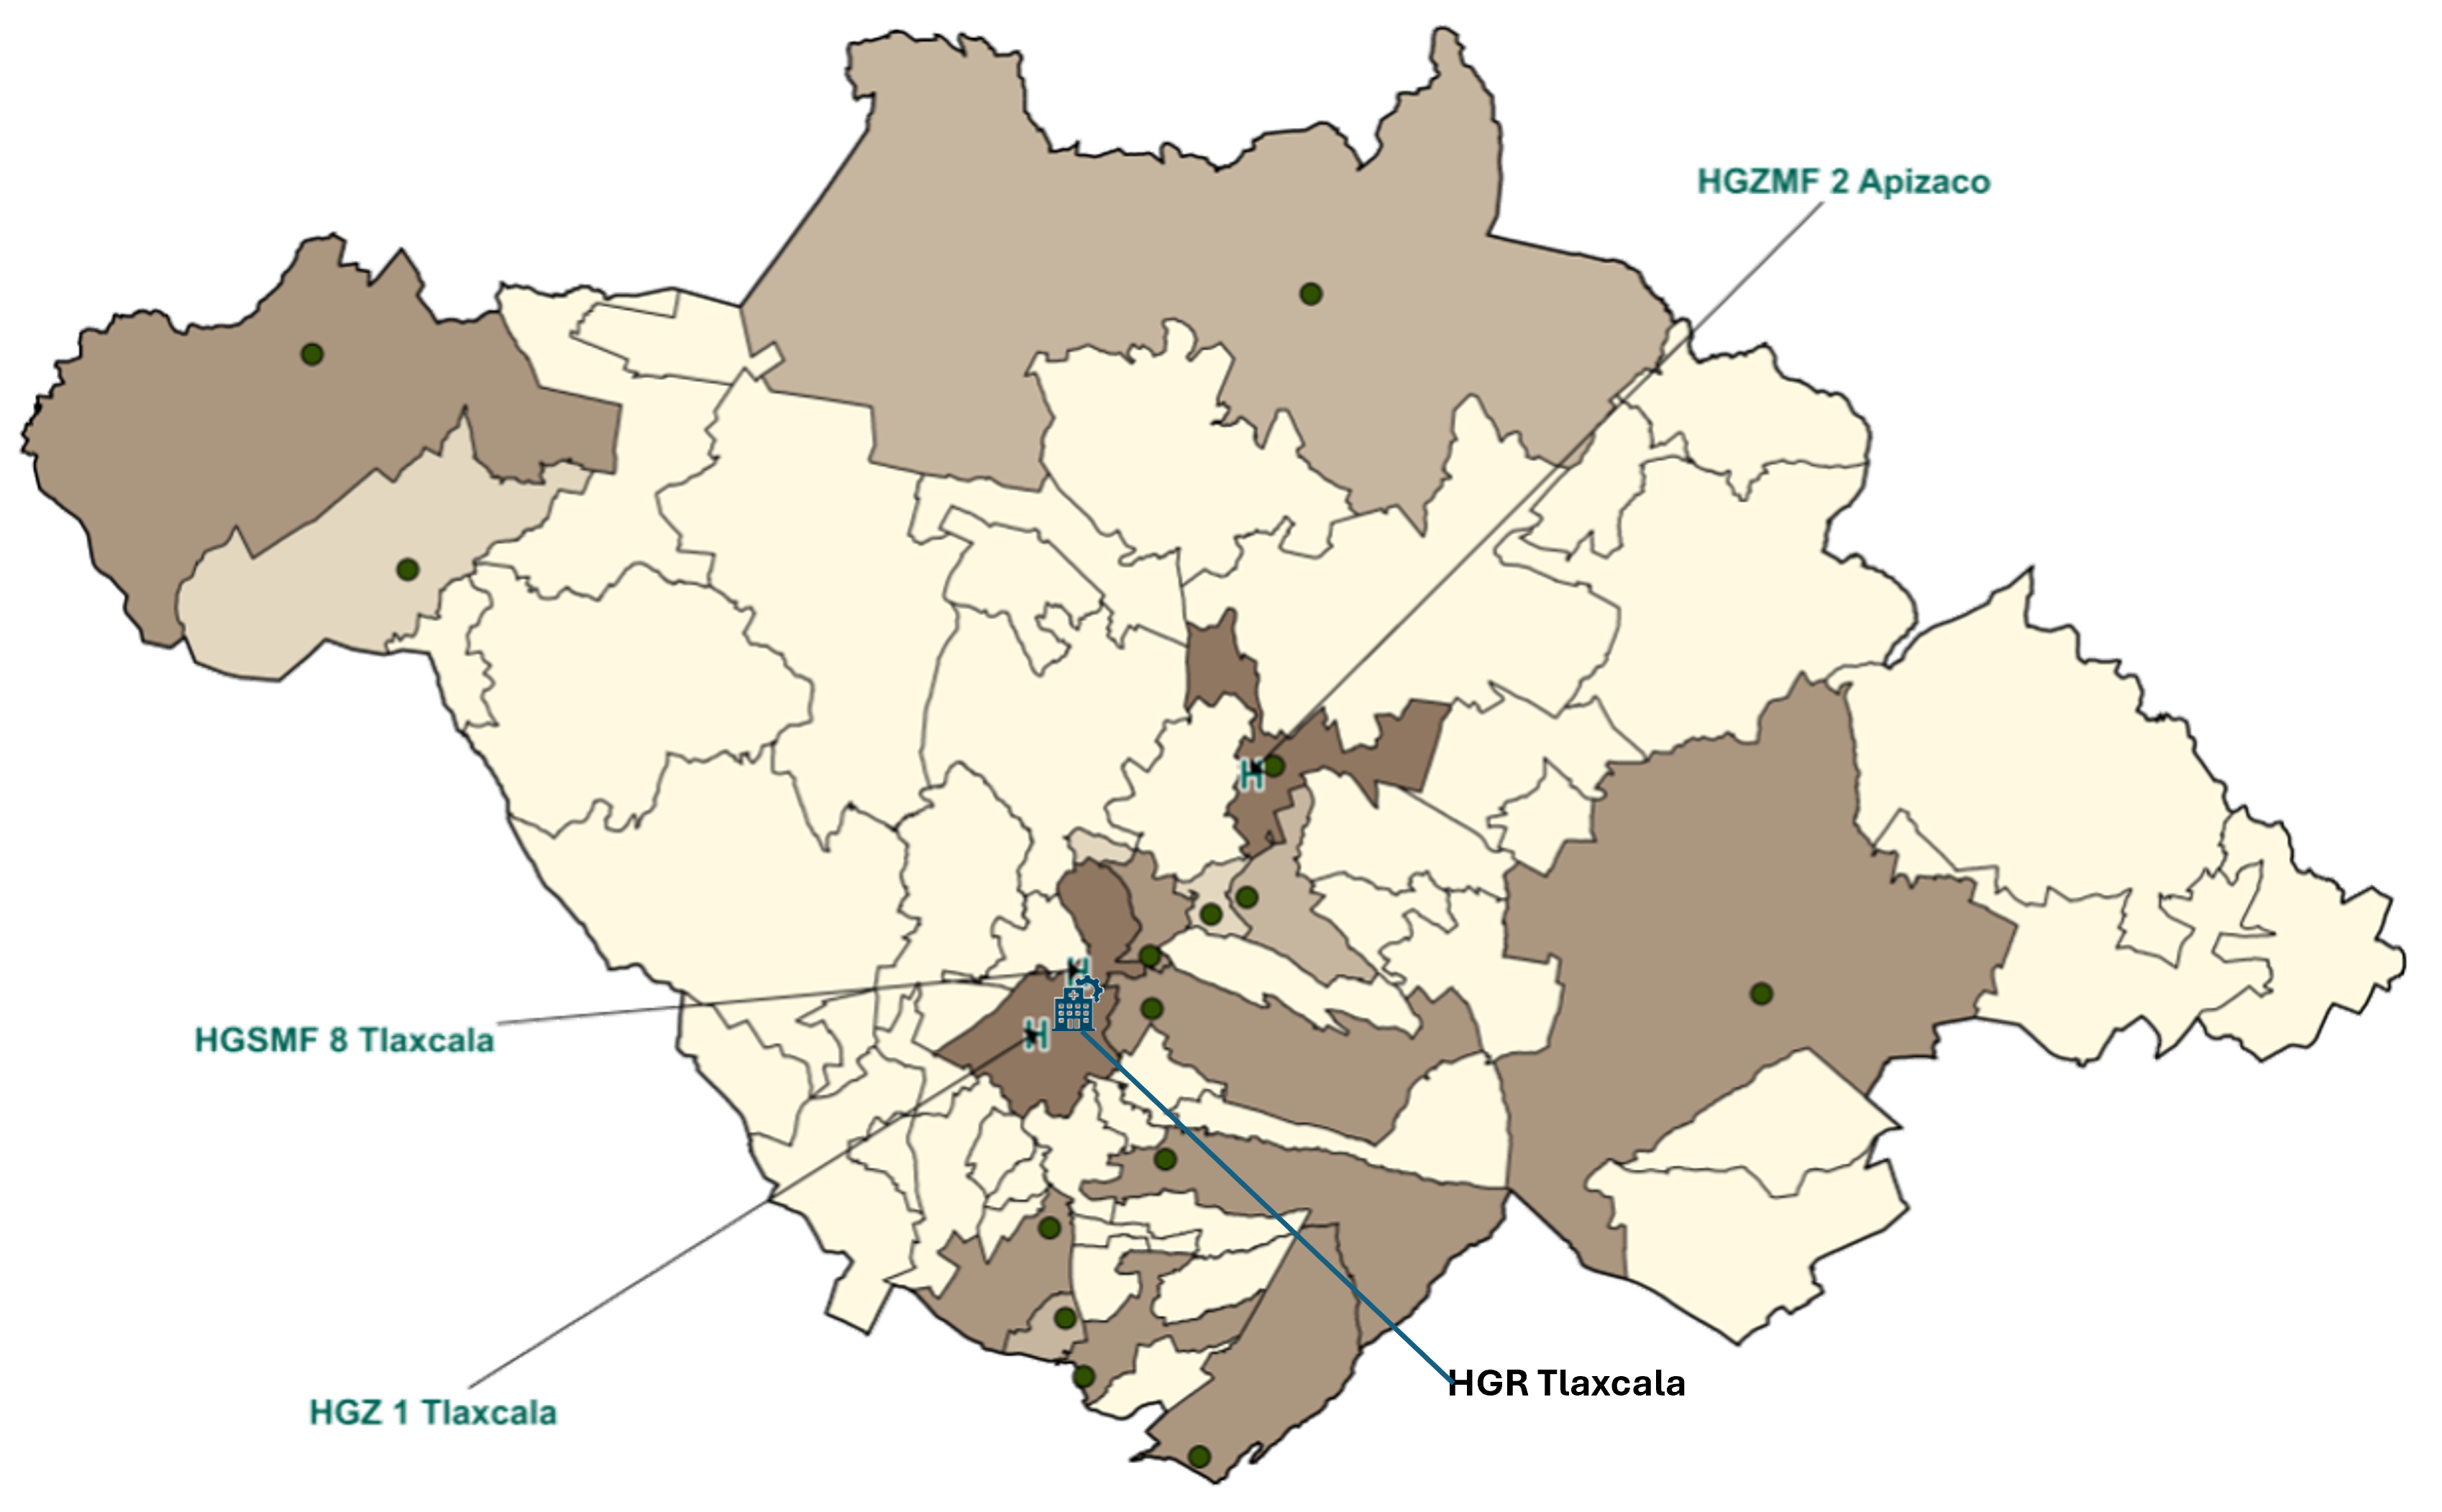 HGZMF 2 Apizaco
H
H
HGSMF 8 Tlaxcala
H
HGR Tlaxcala
HGZ 1 Tlaxcala